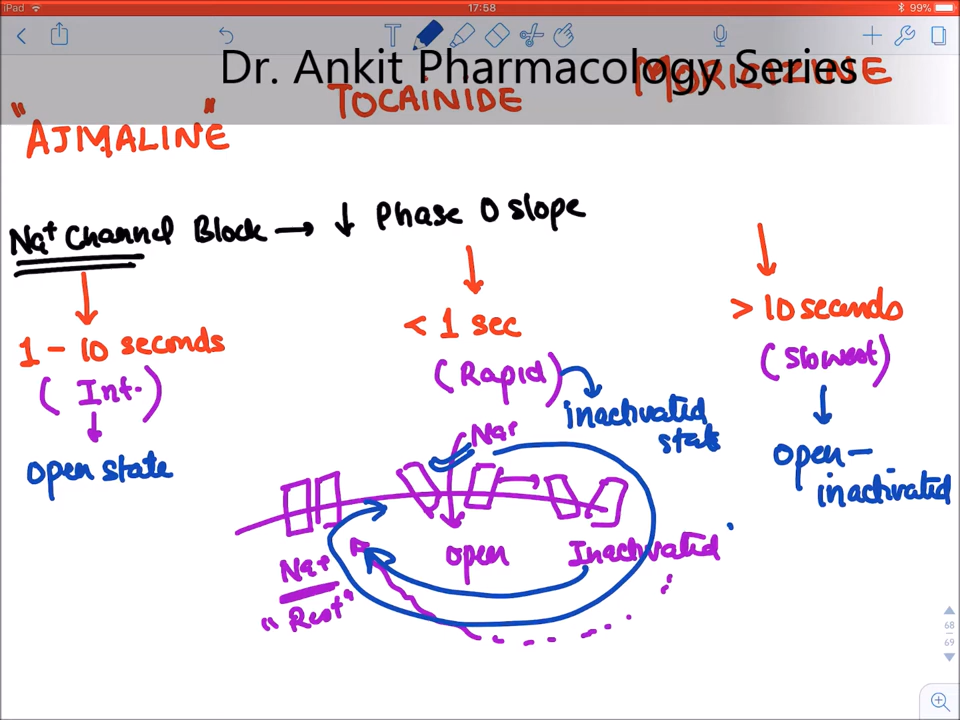 iPad 17:58 99%
T
Dr. Ankit Pharmacology Series
"AJMALINE" TOCAINIDE MORICIZINE
Na+ Channel Block → ↓ Phase 0 slope
1 - 10 seconds < 1 sec > 10 seconds
(Int.) (Rapid) (Slowest)
inactivated state
open state
open-inactivated
Na+
open Inactivated
Na+
"Rest"
68
69